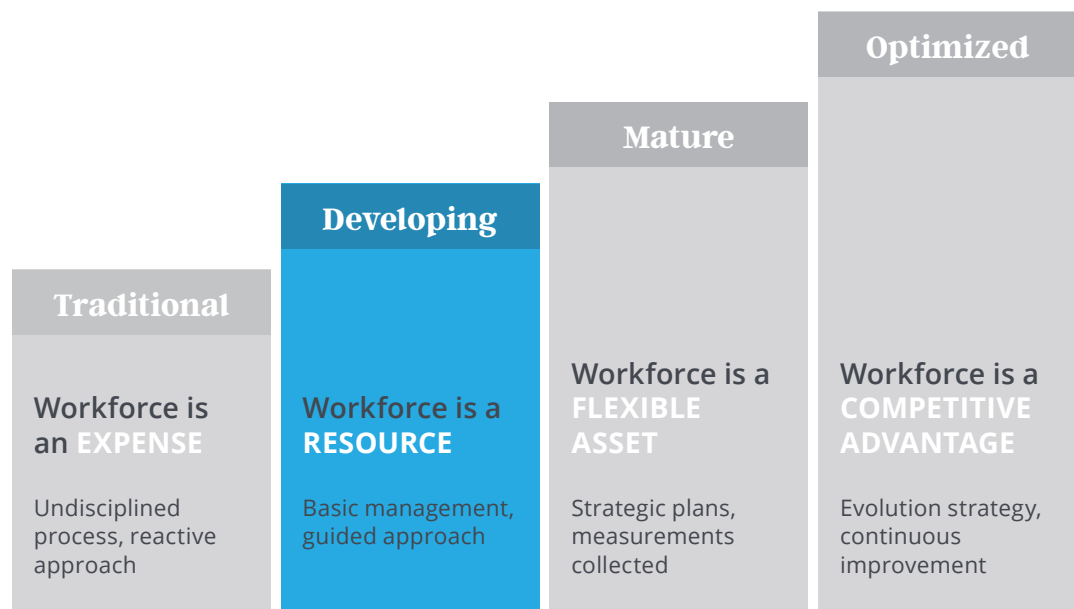 Traditional
Workforce is
an EXPENSE
Undisciplined
process, reactive
approach
Developing
Workforce is a
RESOURCE
Basic management,
guided approach
Mature
Workforce is a
FLEXIBLE
ASSET
Strategic plans,
measurements
collected
Optimized
Workforce is a
COMPETITIVE
ADVANTAGE
Evolution strategy,
continuous
improvement